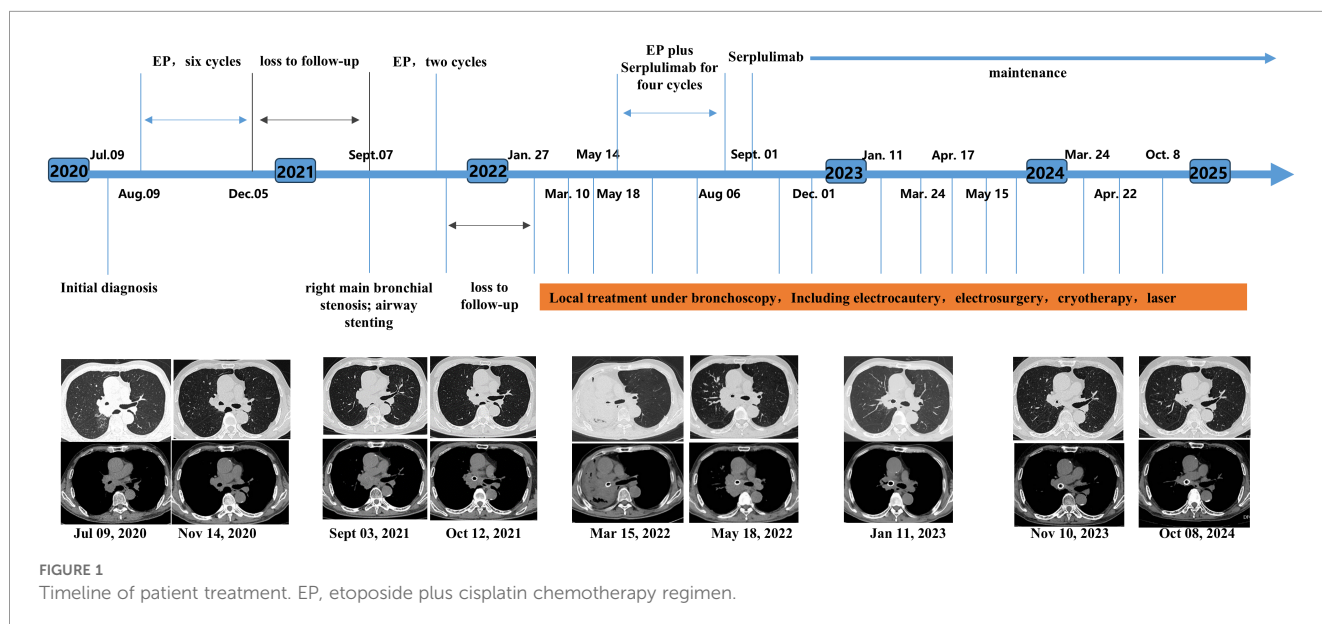 EP，six cycles
loss to follow-up
EP，two cycles
EP plus
Serplulimab for
four cycles
Serplulimab
maintenance
2020
Jul.09
2021
Sept.07
2022
Jan. 27
May 14
Sept. 01
2023
Jan. 11
Apr. 17
2024
Mar. 24
Oct. 8
2025
Aug.09
Dec.05
Mar. 10
May 18
Aug 06
Dec. 01
Mar. 24
May 15
Apr. 22
Initial diagnosis
right main bronchial
stenosis; airway
stenting
loss to
follow-up
Local treatment under bronchoscopy，Including electrocautery，electrosurgery，cryotherapy，laser
Jul 09, 2020
Nov 14, 2020
Sept 03, 2021
Oct 12, 2021
Mar 15, 2022
May 18, 2022
Jan 11, 2023
Nov 10, 2023
Oct 08, 2024
FIGURE 1
Timeline of patient treatment. EP, etoposide plus cisplatin chemotherapy regimen.